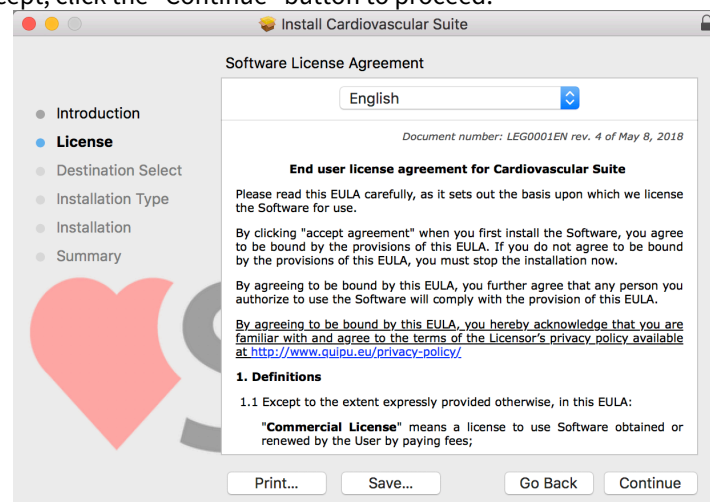 cept, click the "Continue" button to proceed.
Install Cardiovascular Suite
Software License Agreement
English
Introduction
License
Destination Select
Installation Type
Installation
Summary
Document number: LEG0001EN rev. 4 of May 8, 2018
End user license agreement for Cardiovascular Suite
Please read this EULA carefully, as it sets out the basis upon which we license
the Software for use.
By clicking "accept agreement" when you first install the Software, you agree
to be bound by the provisions of this EULA. If you do not agree to be bound
by the provisions of this EULA, you must stop the installation now.
By agreeing to be bound by this EULA, you further agree that any person you
authorize to use the Software will comply with the provision of this EULA.
By agreeing to be bound by this EULA, you hereby acknowledge that you are
familiar with and agree to the terms of the Licensor's privacy policy available
at http://www.quipu.eu/privacy-policy/
1. Definitions
1.1 Except to the extent expressly provided otherwise, in this EULA:
"Commercial License" means a license to use Software obtained or
renewed by the User by paying fees;
Print...
Save...
Go Back
Continue